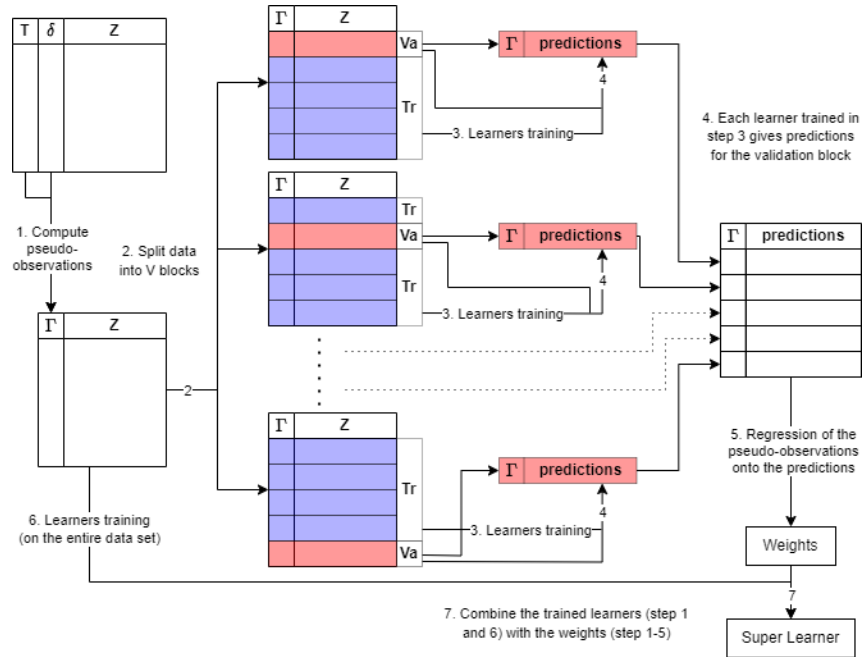 T δ Z
1. Compute
pseudo-
observations
Γ Z
2. Split data
into V blocks
2
6. Learners training
(on the entire data set)
Γ Z
Va
Tr
3. Learners training
4
Γ predictions
Γ Z
Tr
Va
Tr
3. Learners training
4
Γ predictions
Γ Z
Tr
Va
3. Learners training
4
Γ predictions
4. Each learner trained in
step 3 gives predictions
for the validation block
Γ predictions
5. Regression of the
pseudo-observations
onto the predictions
Weights
7
7. Combine the trained learners (step 1
and 6) with the weights (step 1-5)
Super Learner